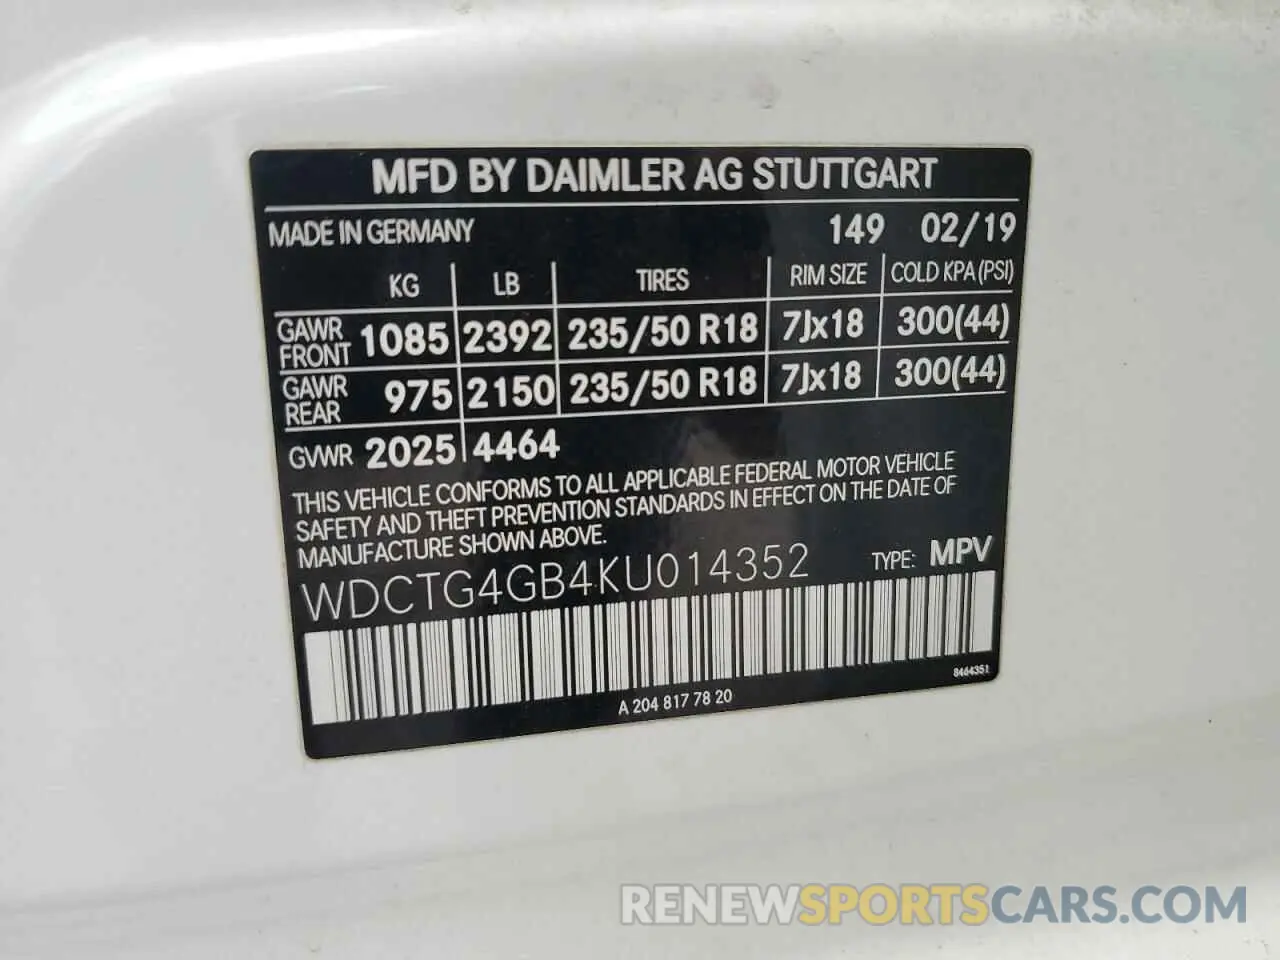 MFD BY DAIMLER AG STUTTGART
MADE IN GERMANY 149 02/19
KG LB TIRES RIM SIZE COLD KPA (PSI)
GAWR FRONT 1085 2392 235/50 R18 7Jx18 300(44)
GAWR REAR 975 2150 235/50 R18 7Jx18 300(44)
GVWR 2025 4464
THIS VEHICLE CONFORMS TO ALL APPLICABLE FEDERAL MOTOR VEHICLE
SAFETY AND THEFT PREVENTION STANDARDS IN EFFECT ON THE DATE OF
MANUFACTURE SHOWN ABOVE.
WDCTG4GB4KU014352 TYPE: MPV
8464351
A 204 817 78 20
RENEWSPORTSCARS.COM